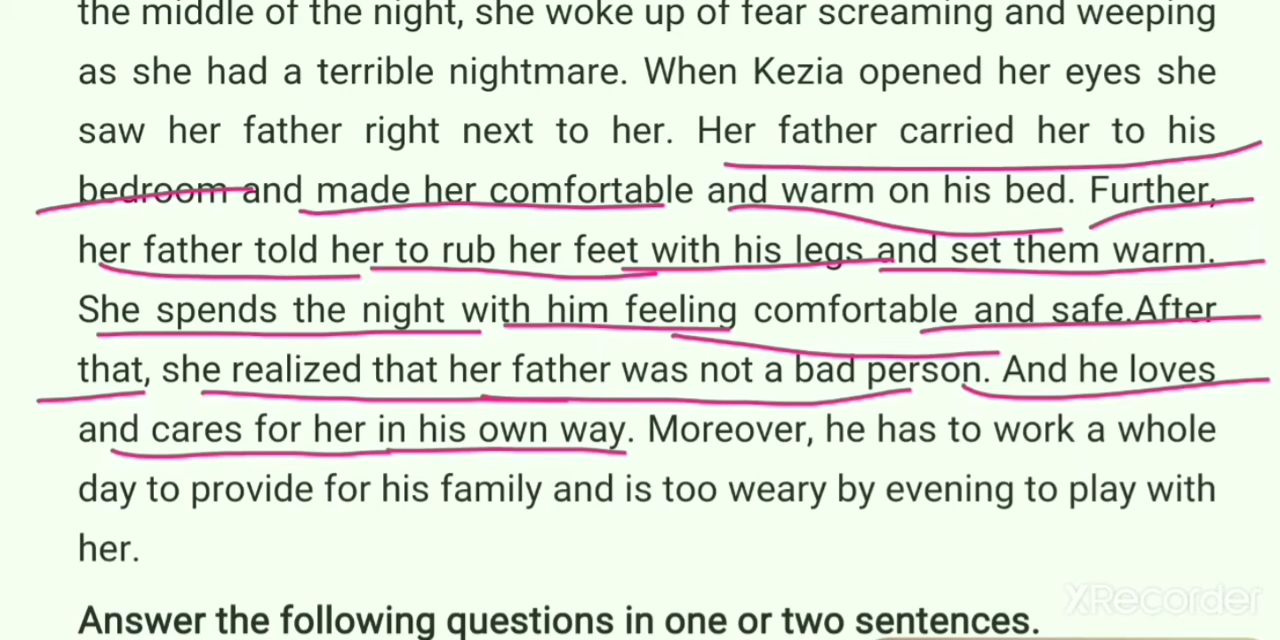 the middle of the night, she woke up of fear screaming and weeping
as she had a terrible nightmare. When Kezia opened her eyes she
saw her father right next to her. Her father carried her to his
bedroom and made her comfortable and warm on his bed. Further,
her father told her to rub her feet with his legs and set them warm.
She spends the night with him feeling comfortable and safe.After
that, she realized that her father was not a bad person. And he loves
and cares for her in his own way. Moreover, he has to work a whole
day to provide for his family and is too weary by evening to play with
her.
XRecorder
Answer the following questions in one or two sentences.